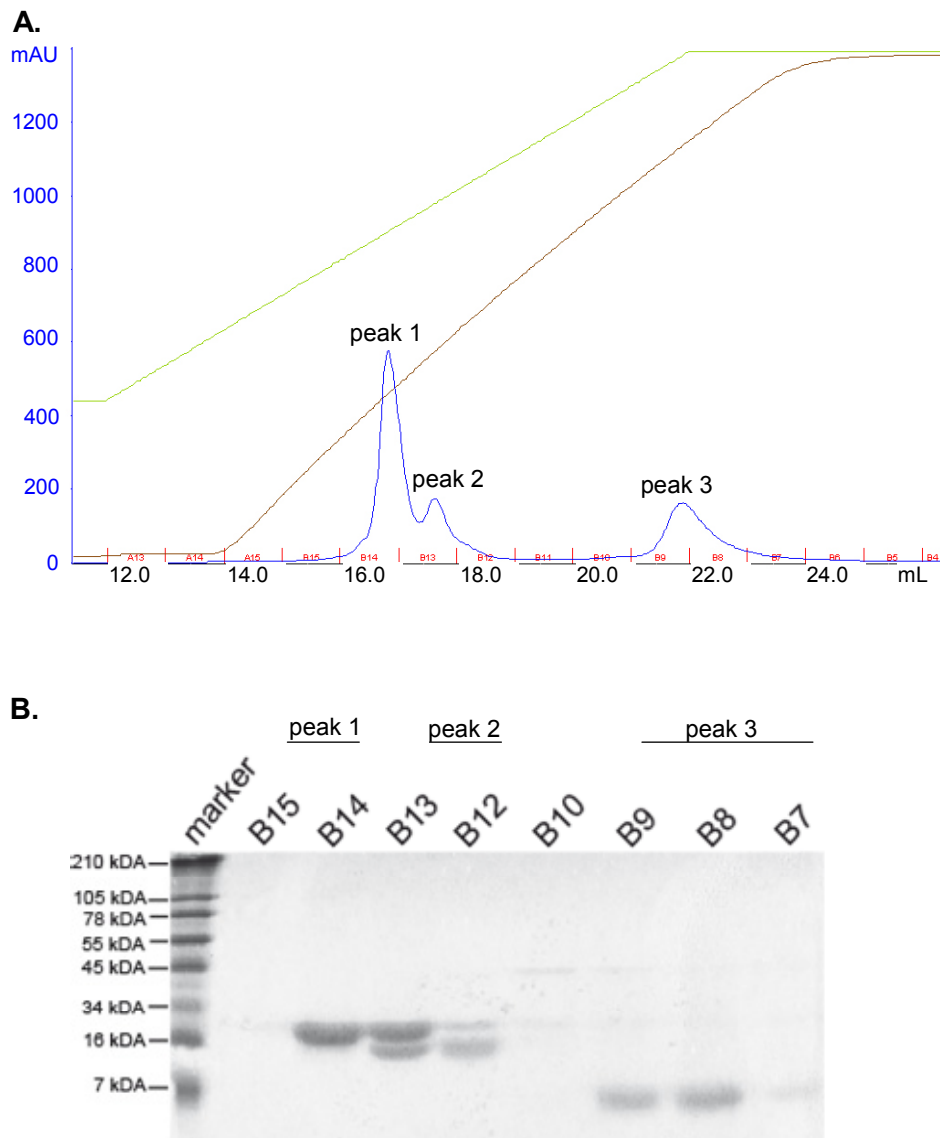 A.
mAU
1200
1000
800
600
400
200
0
peak 1
peak 2
peak 3
A13 A14 A15 B15 B14 B13 B12 B11 B10 B9 B8 B7 B6 B5 B4
12.0 14.0 16.0 18.0 20.0 22.0 24.0 mL
B.
peak 1 peak 2 peak 3
marker B15 B14 B13 B12 B10 B9 B8 B7
210 kDA
105 kDA
78 kDA
55 kDA
45 kDA
34 kDA
16 kDA
7 kDA